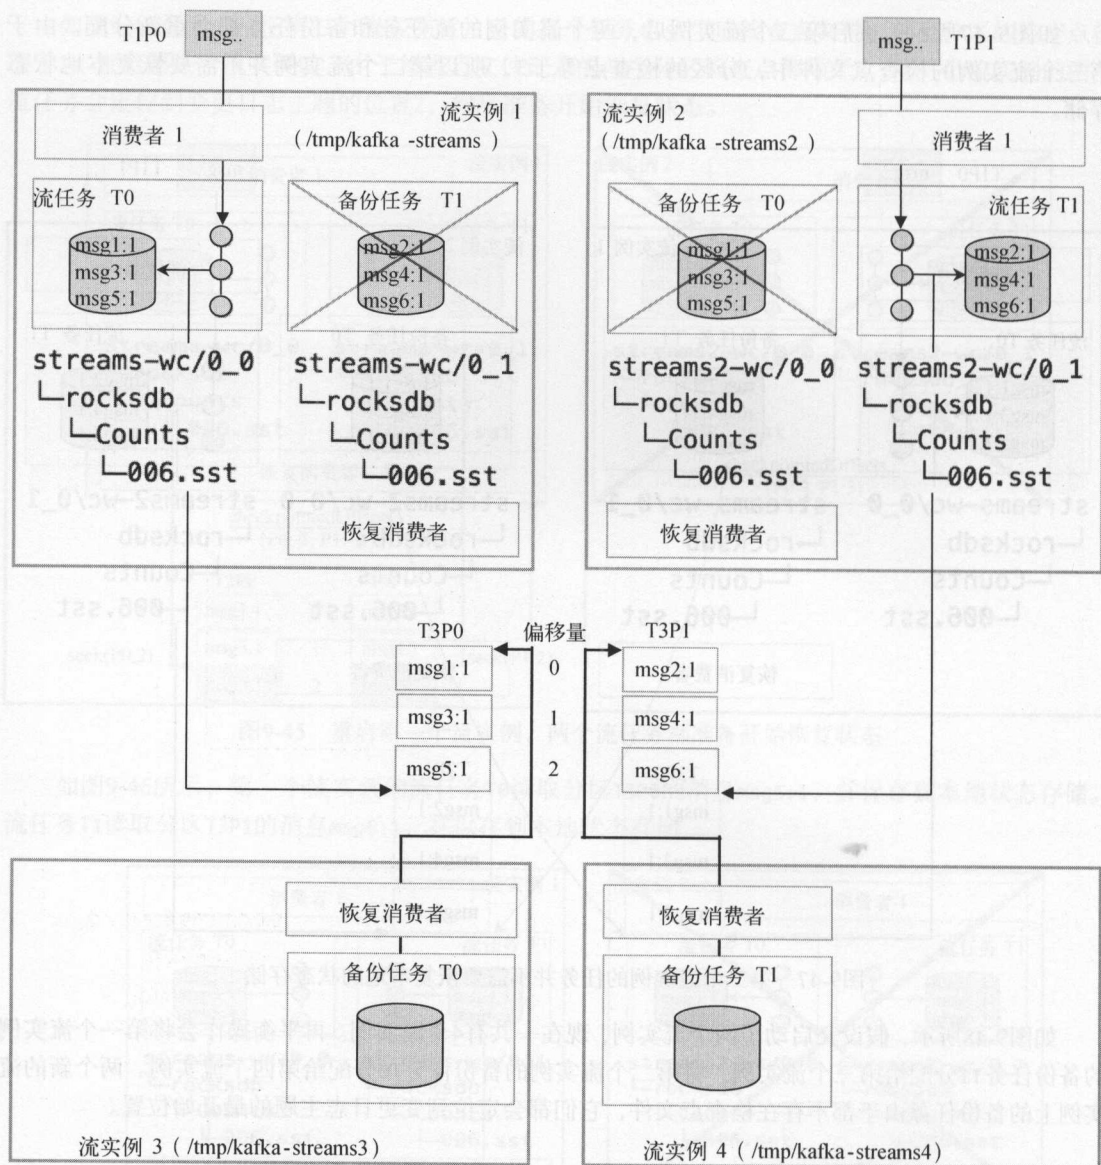 T1P0
msg..
msg..
T1P1
消费者 1
流实例 1
(/tmp/kafka -streams )
流任务 T0
msg1:1
msg3:1
msg5:1
备份任务 T1
msg2:1
msg4:1
msg6:1
streams-wc/0_0
└─rocksdb
└─Counts
└─006.sst
streams-wc/0_1
└─rocksdb
└─Counts
└─006.sst
恢复消费者
流实例 2
(/tmp/kafka -streams2)
消费者 1
备份任务 T0
msg1:1
msg3:1
msg5:1
流任务 T1
msg2:1
msg4:1
msg6:1
streams2-wc/0_0
└─rocksdb
└─Counts
└─006.sst
streams2-wc/0_1
└─rocksdb
└─Counts
└─006.sst
恢复消费者
T3P0
偏移量
T3P1
msg1:1
0
msg2:1
msg3:1
1
msg4:1
msg5:1
2
msg6:1
恢复消费者
备份任务 T0
流实例 3（/tmp/kafka-streams3）
恢复消费者
备份任务 T1
流实例 4（/tmp/kafka-streams4）